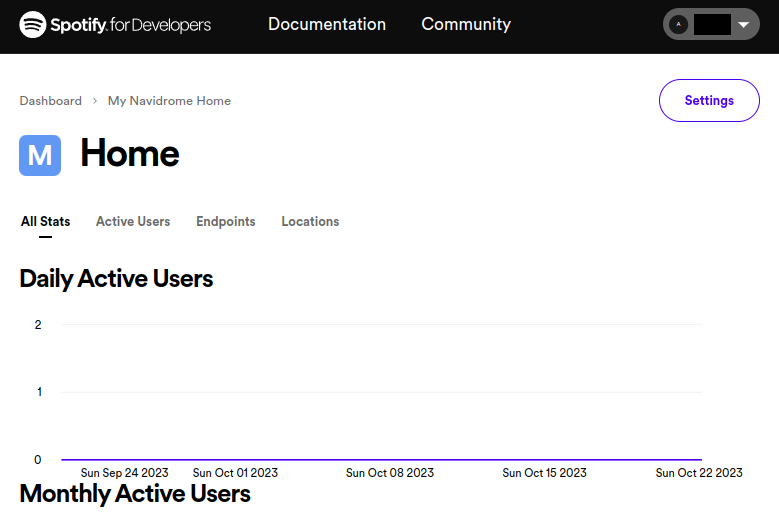 Spotify for Developers Documentation Community A
Dashboard > My Navidrome Home Settings
M Home
All Stats Active Users Endpoints Locations
Daily Active Users
2
1
0
Sun Sep 24 2023 Sun Oct 01 2023 Sun Oct 08 2023 Sun Oct 15 2023 Sun Oct 22 2023
Monthly Active Users